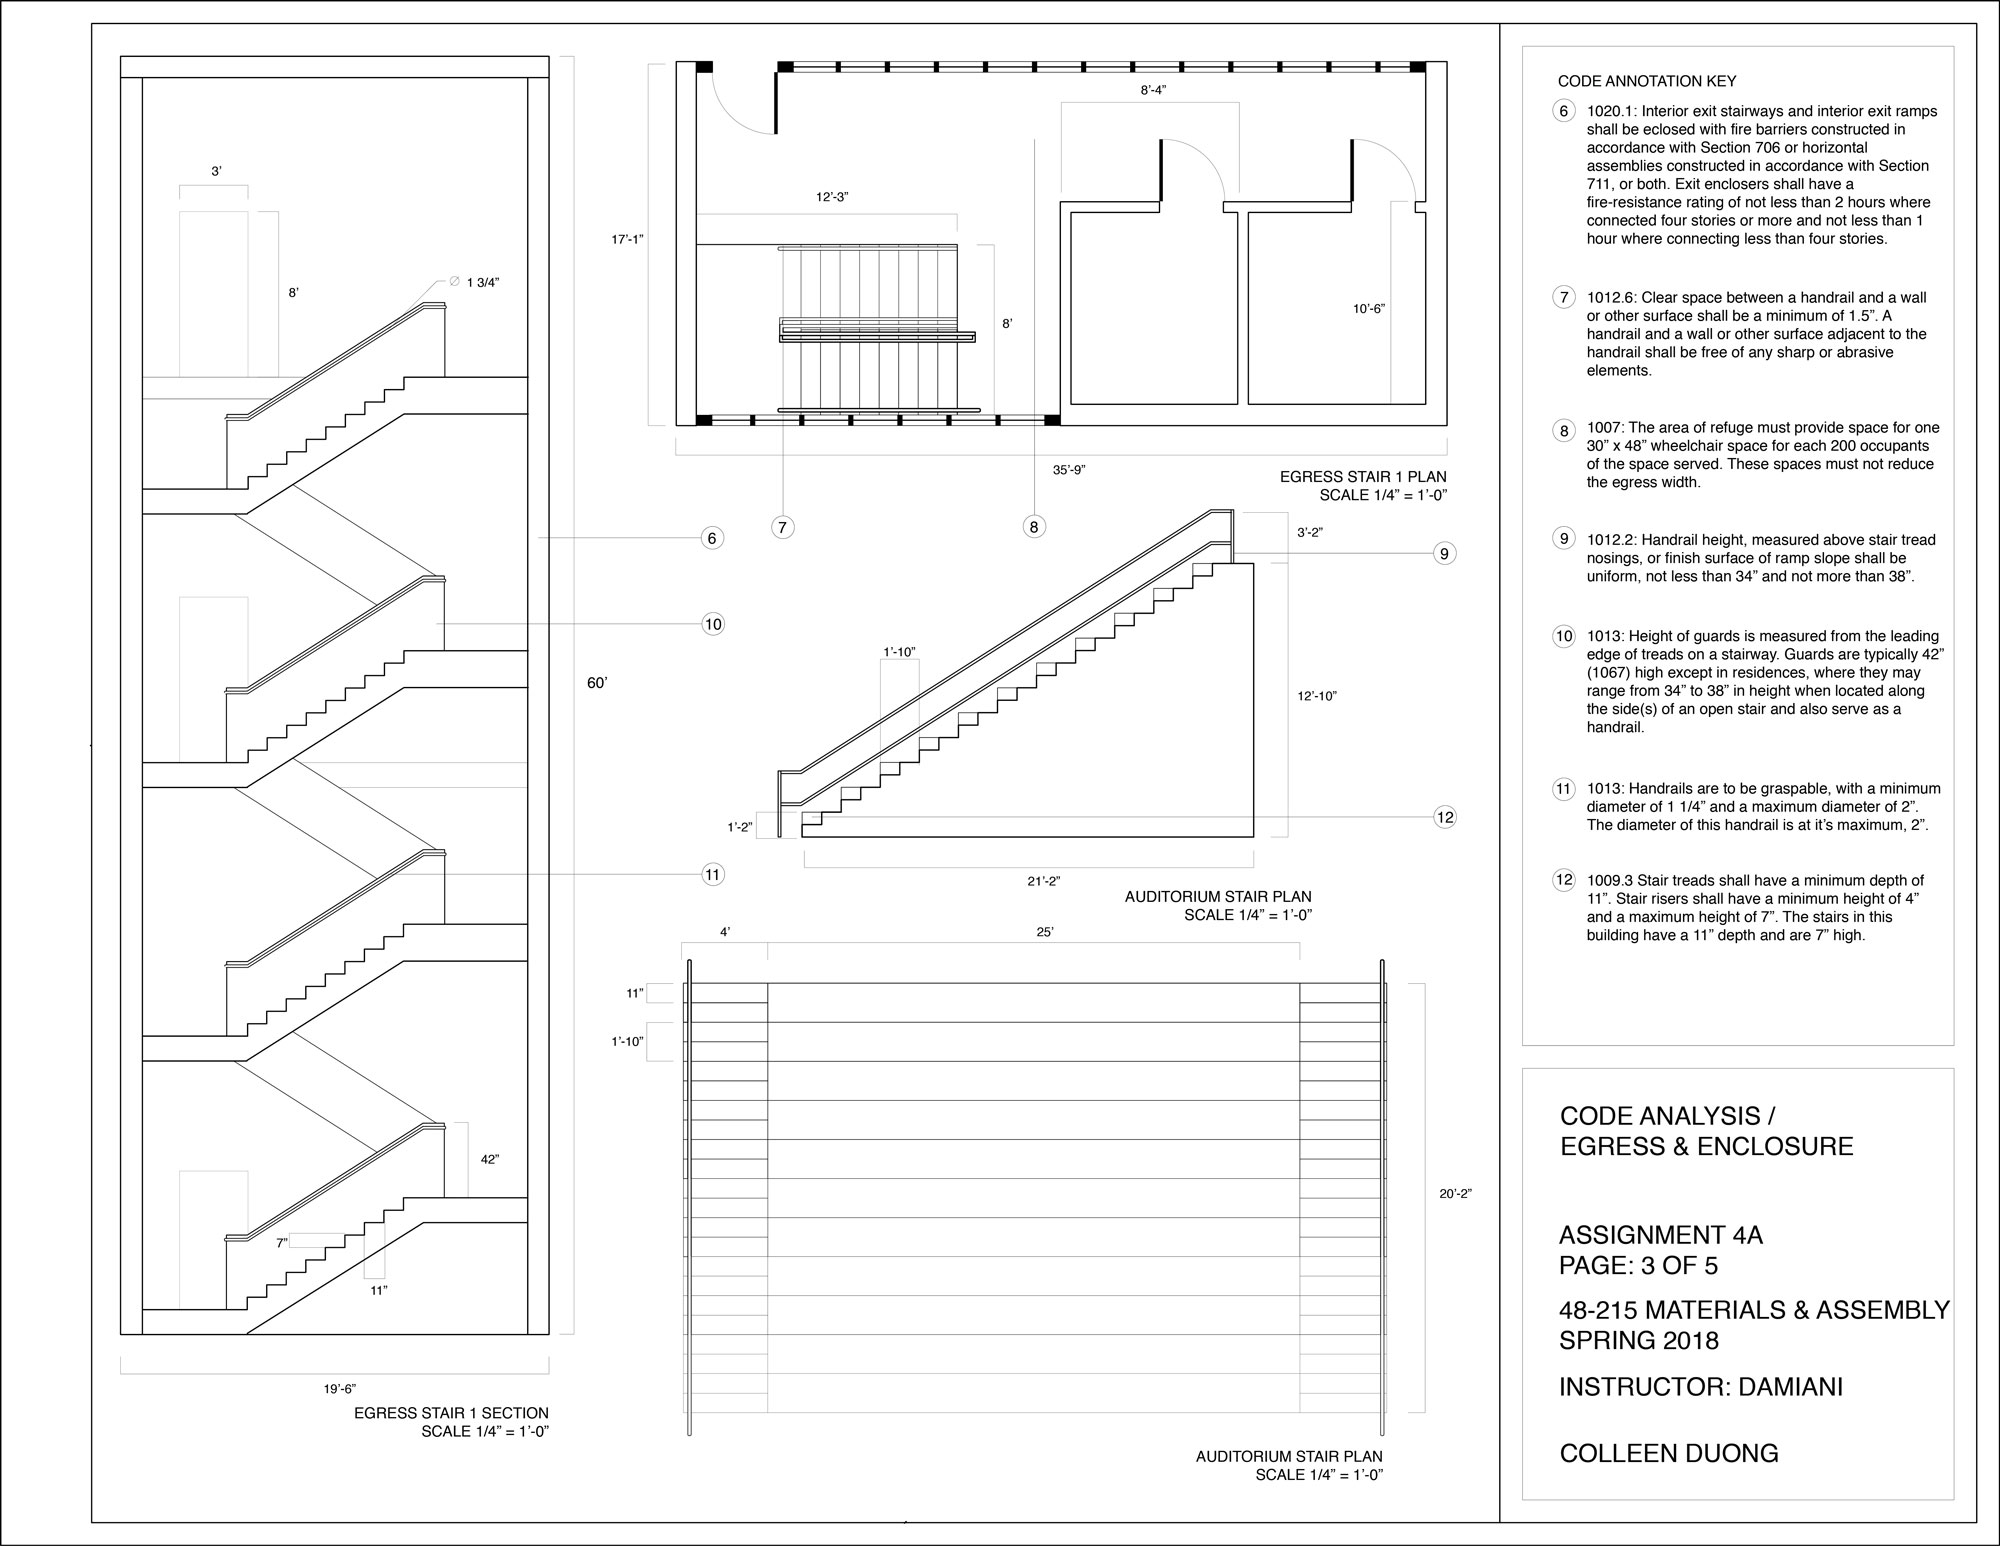 3’
8’
1 3/4”
60’
42”
7”
11”
19’-6”
EGRESS STAIR 1 SECTION
SCALE 1/4” = 1’-0”
8’-4”
12’-3”
17’-1”
8’
10’-6”
35’-9”
EGRESS STAIR 1 PLAN
SCALE 1/4” = 1’-0”
6
7
8
9
10
11
12
3’-2”
1’-10”
12’-10”
1’-2”
21’-2”
AUDITORIUM STAIR PLAN
SCALE 1/4” = 1’-0”
4’
25’
11”
1’-10”
20’-2”
AUDITORIUM STAIR PLAN
SCALE 1/4” = 1’-0”
CODE ANNOTATION KEY
6 1020.1: Interior exit stairways and interior exit ramps
shall be eclosed with fire barriers constructed in
accordance with Section 706 or horizontal
assemblies constructed in accordance with Section
711, or both. Exit enclosers shall have a
fire-resistance rating of not less than 2 hours where
connected four stories or more and not less than 1
hour where connecting less than four stories.
7 1012.6: Clear space between a handrail and a wall
or other surface shall be a minimum of 1.5”. A
handrail and a wall or other surface adjacent to the
handrail shall be free of any sharp or abrasive
elements.
8 1007: The area of refuge must provide space for one
30” x 48” wheelchair space for each 200 occupants
of the space served. These spaces must not reduce
the egress width.
9 1012.2: Handrail height, measured above stair tread
nosings, or finish surface of ramp slope shall be
uniform, not less than 34” and not more than 38”.
10 1013: Height of guards is measured from the leading
edge of treads on a stairway. Guards are typically 42”
(1067) high except in residences, where they may
range from 34” to 38” in height when located along
the side(s) of an open stair and also serve as a
handrail.
11 1013: Handrails are to be graspable, with a minimum
diameter of 1 1/4” and a maximum diameter of 2”.
The diameter of this handrail is at it’s maximum, 2”.
12 1009.3 Stair treads shall have a minimum depth of
11”. Stair risers shall have a minimum height of 4”
and a maximum height of 7”. The stairs in this
building have a 11” depth and are 7” high.
CODE ANALYSIS /
EGRESS & ENCLOSURE
ASSIGNMENT 4A
PAGE: 3 OF 5
48-215 MATERIALS & ASSEMBLY
SPRING 2018
INSTRUCTOR: DAMIANI
COLLEEN DUONG